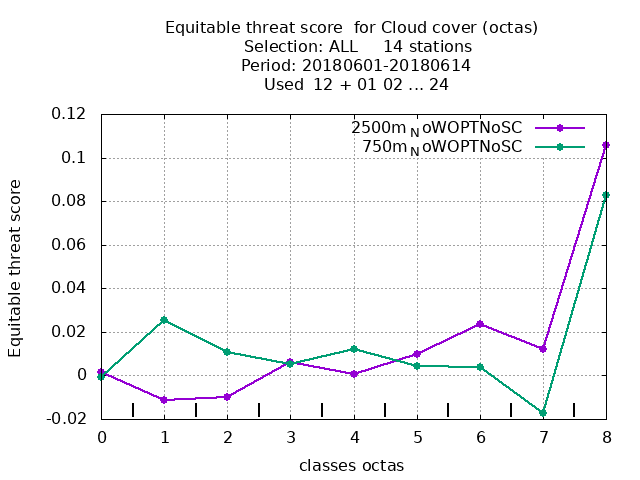 Equitable threat score  for Cloud cover (octas)
Selection: ALL     14 stations
Period: 20180601-20180614
Used  12 + 01 02 ... 24
0.12
2500m NoWOPTNoSC
750m NoWOPTNoSC
0.1
0.08
0.06
0.04
0.02
0
-0.02
Equitable threat score
0 1 2 3 4 5 6 7 8
classes octas